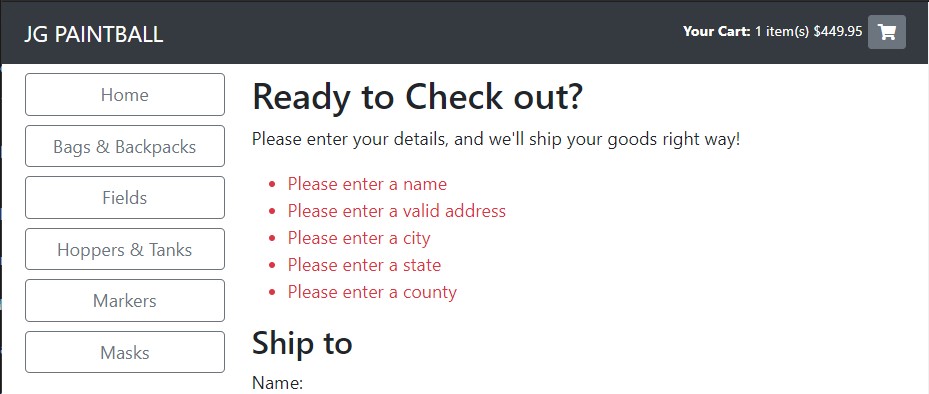 JG PAINTBALL
Your Cart: 1 item(s) $449.95
Home
Bags & Backpacks
Fields
Hoppers & Tanks
Markers
Masks
Ready to Check out?
Please enter your details, and we'll ship your goods right way!
Please enter a name
Please enter a valid address
Please enter a city
Please enter a state
Please enter a county
Ship to
Name: